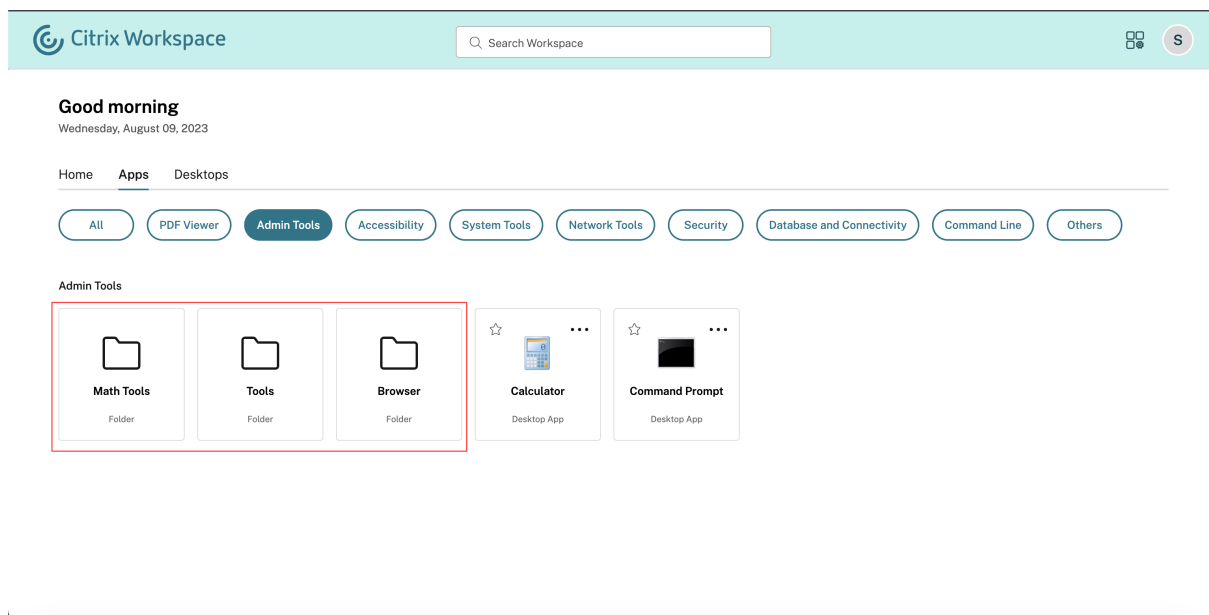 Citrix Workspace
Search Workspace
S
Good morning
Wednesday, August 09, 2023
Home Apps Desktops
All PDF Viewer Admin Tools Accessibility System Tools Network Tools Security Database and Connectivity Command Line Others
Admin Tools
Math Tools Tools Browser Calculator Command Prompt
Folder Folder Folder Desktop App Desktop App